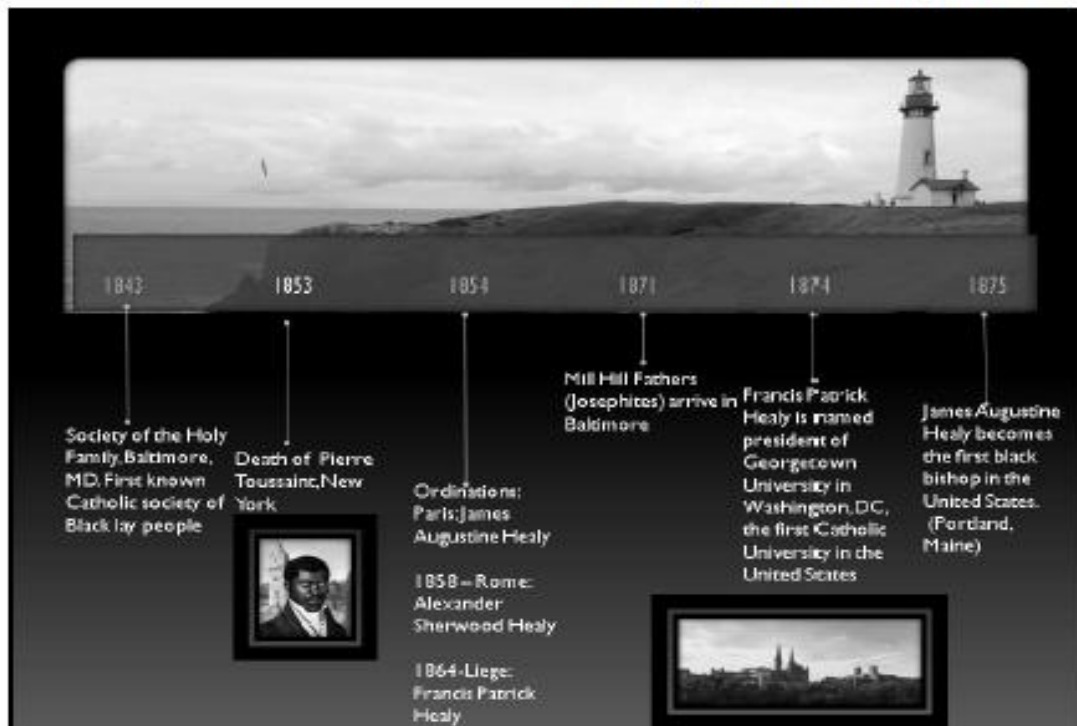 1843
1853
1854
1871
1874
1875
Society of the Holy
Family, Baltimore,
MD. First known
Catholic society of
Black lay people
Death of Pierre
Toussaint, New
York
Ordinations:
Paris: James
Augustine Healy
1858 – Rome:
Alexander
Sherwood Healy
1864-Liege:
Francis Patrick
Healy
Mill Hill Fathers
(Josephites) arrive in
Baltimore
Francis Patrick
Healy is named
president of
Georgetown
University in
Washington, DC,
the first Catholic
University in the
United States
James Augustine
Healy becomes
the first black
bishop in the
United States.
(Portland,
Maine)